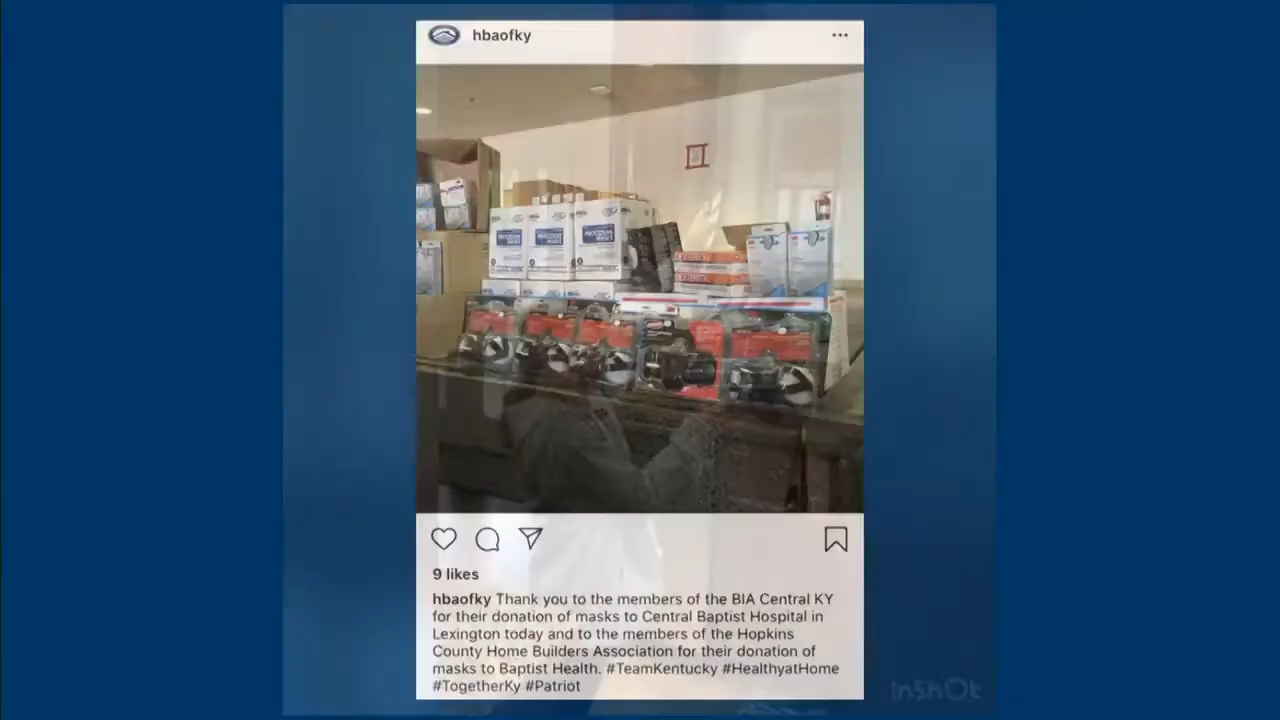 hbaofky
9 likes
hbaofky Thank you to the members of the BIA Central KY
for their donation of masks to Central Baptist Hospital in
Lexington today and to the members of the Hopkins
County Home Builders Association for their donation of
masks to Baptist Health. #TeamKentucky #HealthyatHome
#TogetherKy #Patriot
InShOt